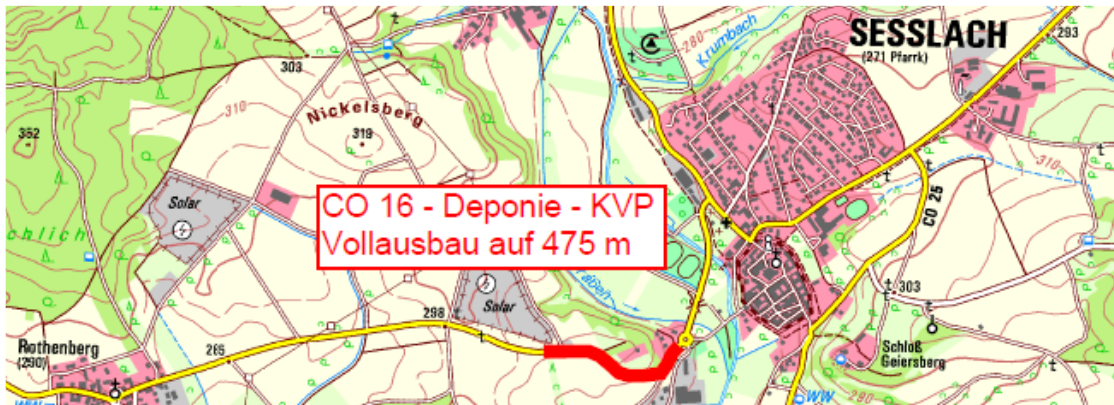 SESSLACH
(271 Pfarrk)
293
280
Krumbach
303
310
Nickelsberg
319
352
310
Solar
CO 16 - Deponie - KVP
Vollausbau auf 475 m
CO 25
303
Solar
298
285
Rothenberg
(290)
Schloß
Geiersberg
WW